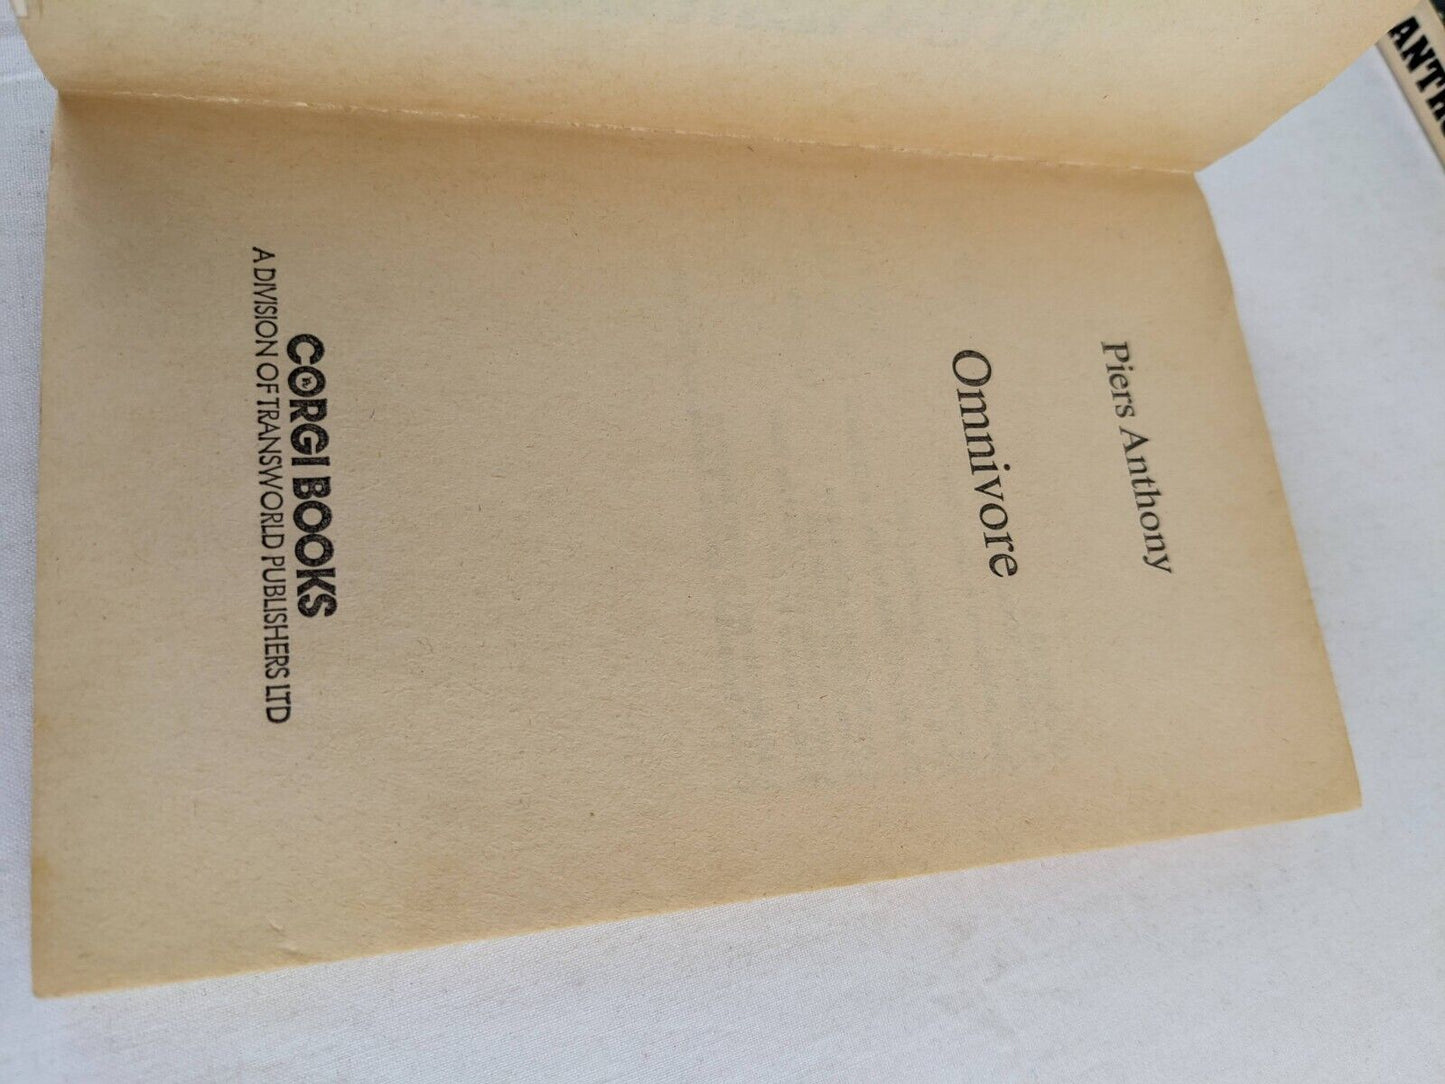 Piers Anthony
Omnivore
CORGI BOOKS
A DIVISION OF TRANSWORLD PUBLISHERS LTD